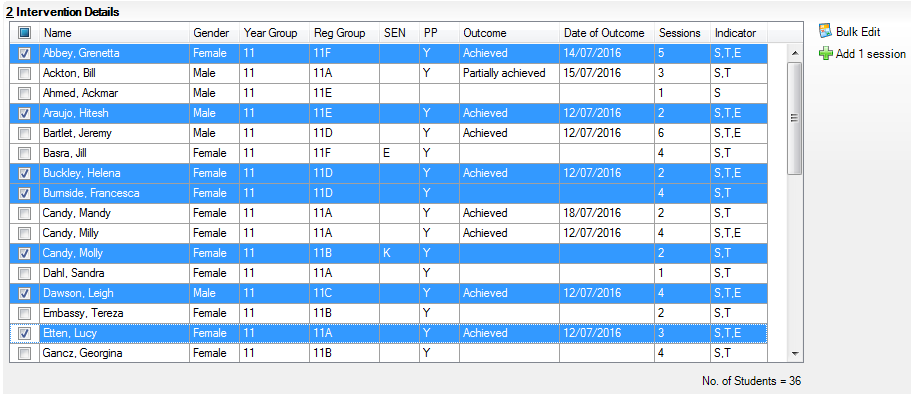 2 Intervention Details
Name Gender Year Group Reg Group SEN PP Outcome Date of Outcome Sessions Indicator
Abbey, Grenetta Female 11 11F Y Achieved 14/07/2016 5 S,T,E
Ackton, Bill Male 11 11A Y Partially achieved 15/07/2016 3 S,T
Ahmed, Ackmar Male 11 11E 1 S
Araujo, Hitesh Male 11 11E Y Achieved 12/07/2016 2 S,T,E
Bartlet, Jeremy Male 11 11D Y Achieved 12/07/2016 6 S,T,E
Basra, Jill Female 11 11F E Y 4 S,T
Buckley, Helena Female 11 11D Y Achieved 12/07/2016 2 S,T,E
Burnside, Francesca Female 11 11D Y 4 S,T
Candy, Mandy Female 11 11A Y Achieved 18/07/2016 2 S,T
Candy, Milly Female 11 11A Y Achieved 12/07/2016 4 S,T,E
Candy, Molly Female 11 11B K Y 2 S,T
Dahl, Sandra Female 11 11A Y 1 S,T
Dawson, Leigh Male 11 11C Y Achieved 12/07/2016 4 S,T,E
Embassy, Tereza Female 11 11B Y 2 S,T
Etten, Lucy Female 11 11A Y Achieved 12/07/2016 3 S,T,E
Gancz, Georgina Female 11 11B Y 4 S,T
Bulk Edit
Add 1 session
No. of Students = 36